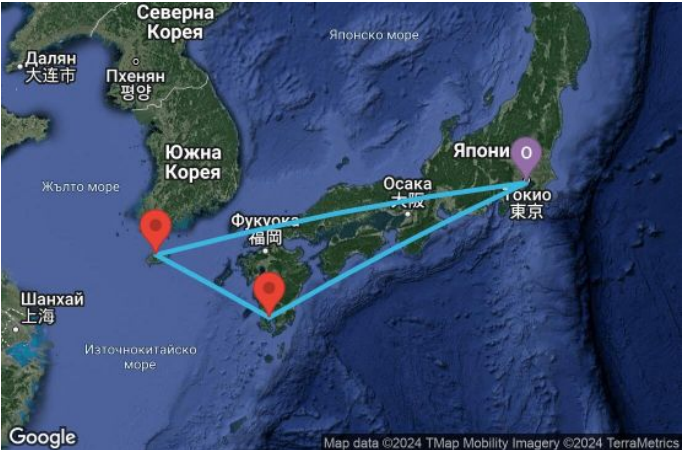 Северна
Корея
Японско море
Далян
大连市
Пхенян
평양
Южна
Корея
Япони
O
Жълто море
Осака
大阪
Токио
東京
Фукуока
福岡
Шанхай
上海
Източнокитайско
море
Google
Map data ©2024 TMap Mobility Imagery ©2024 TerraMetrics